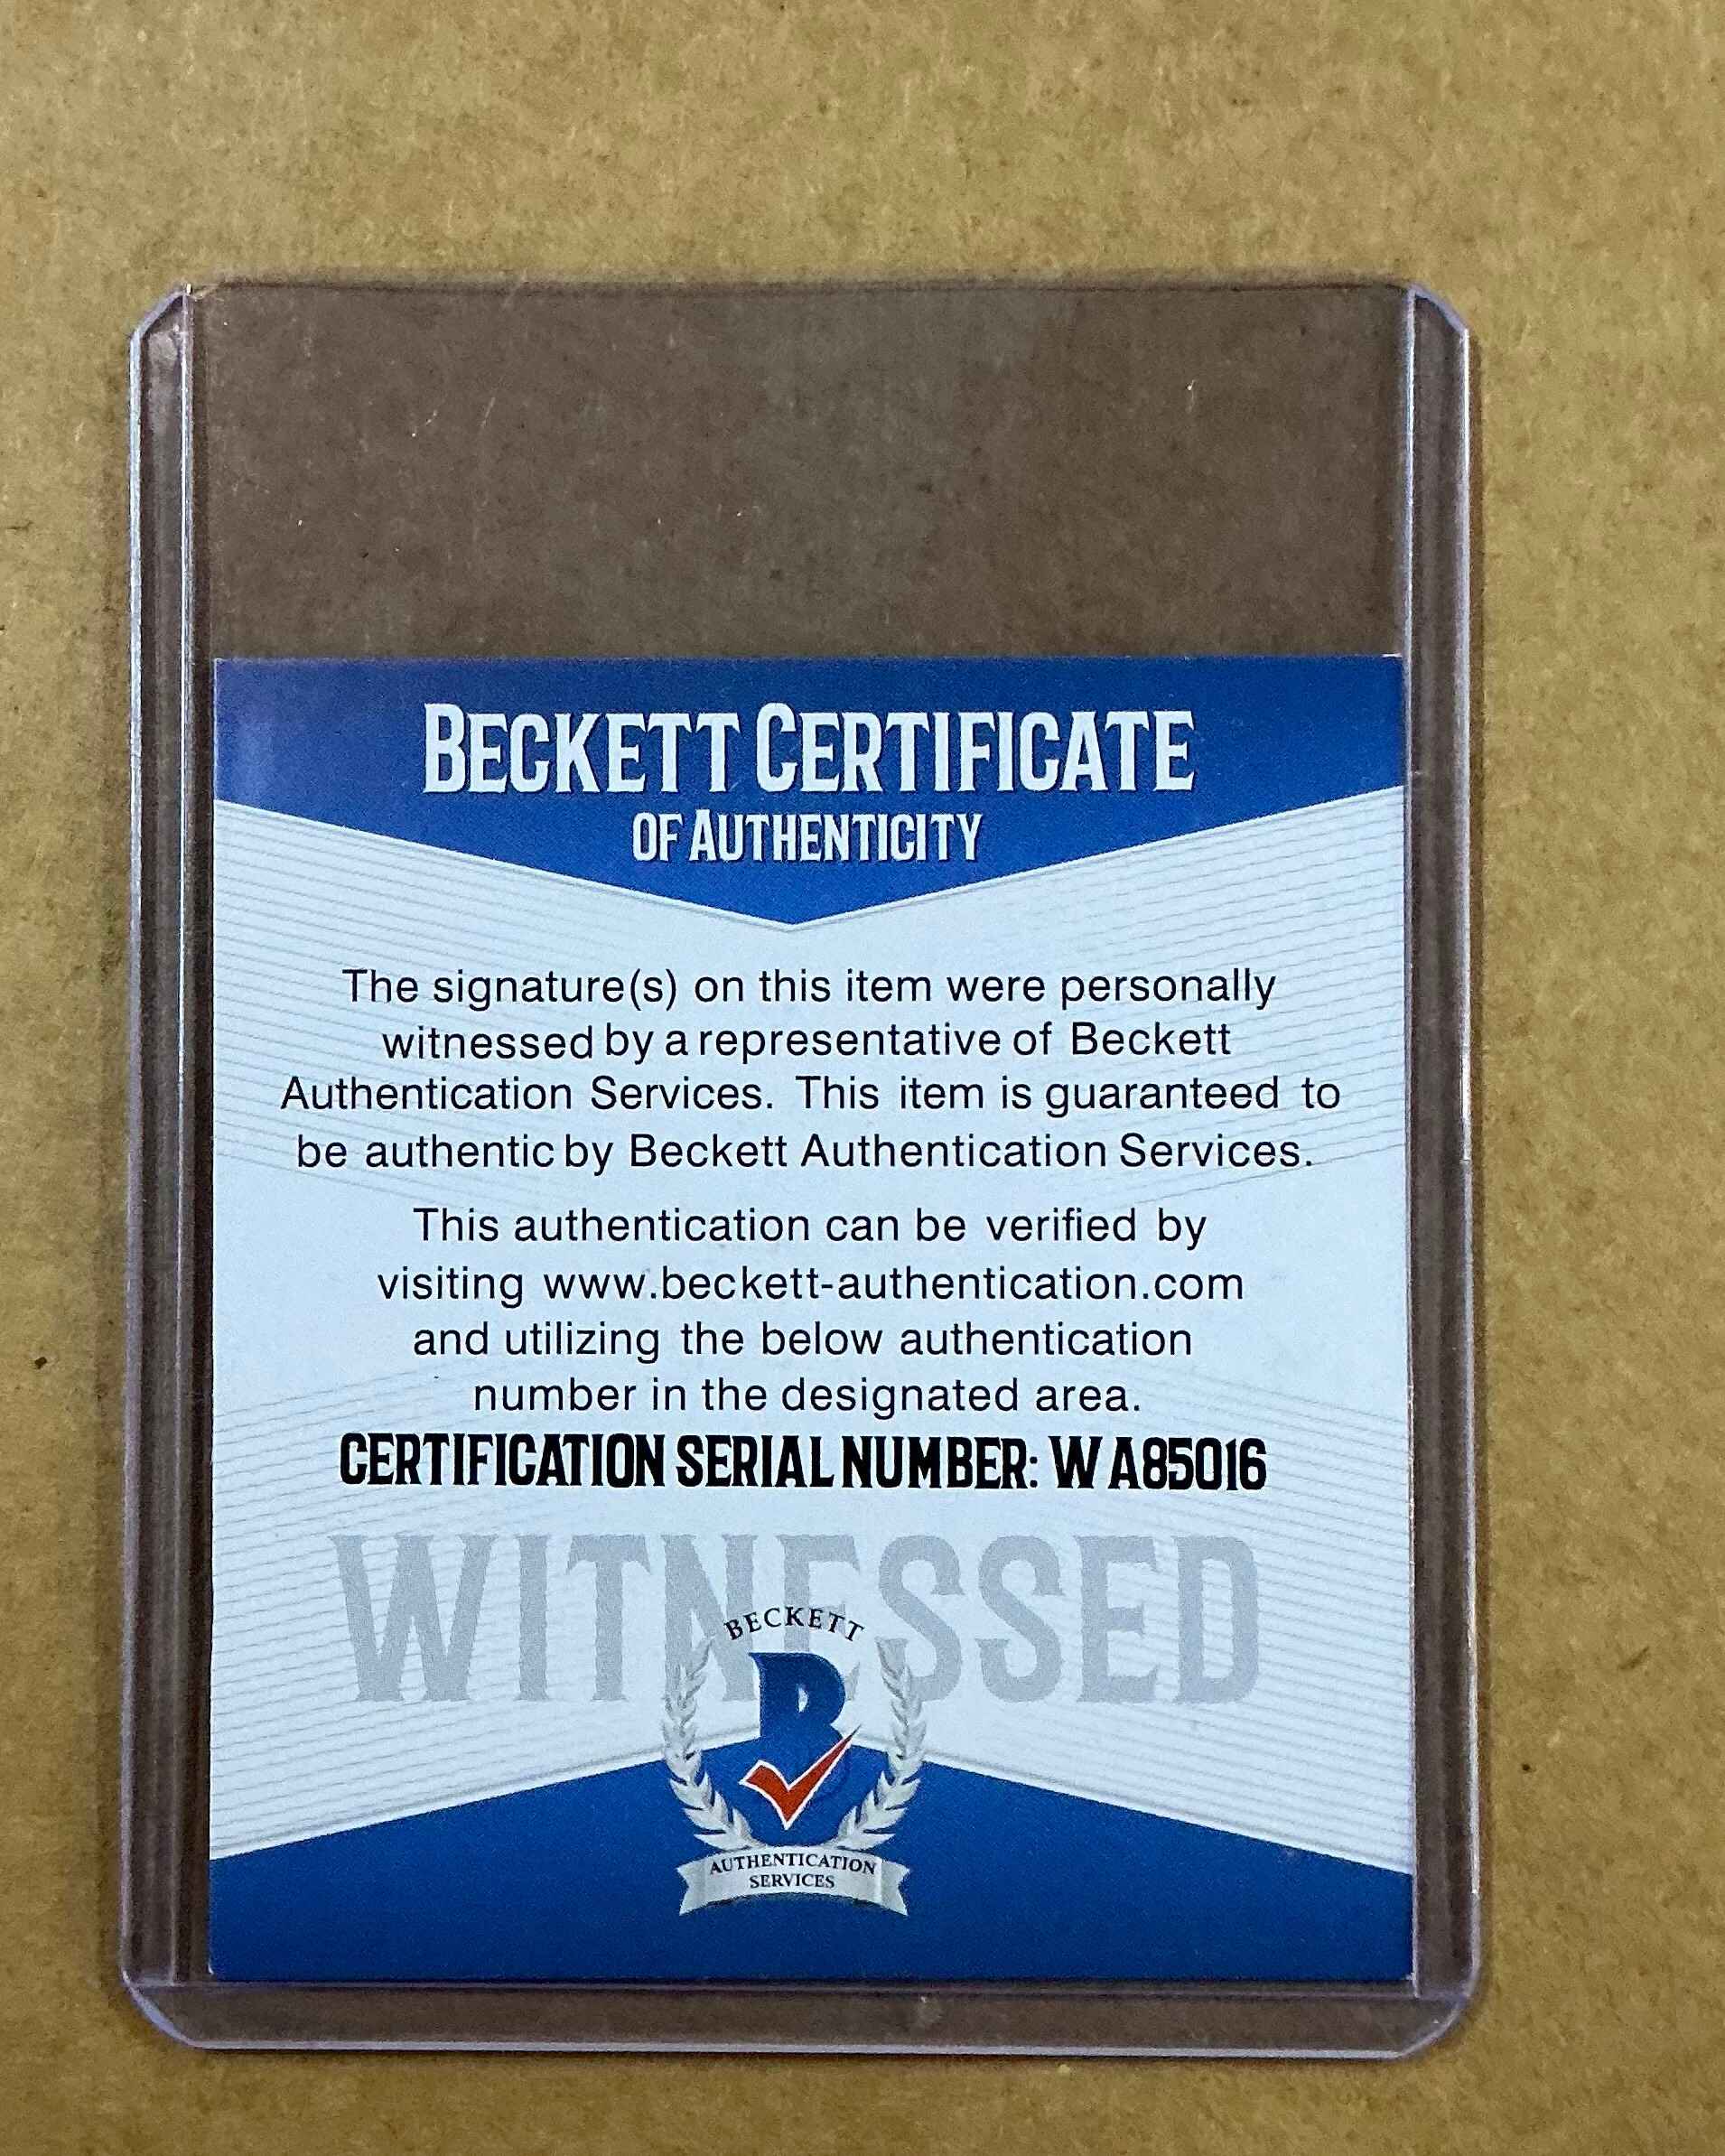 BECKETT CERTIFICATE
OF AUTHENTICITY
The signature(s) on this item were personally
witnessed by a representative of Beckett
Authentication Services. This item is guaranteed to
be authentic by Beckett Authentication Services.
This authentication can be verified by
visiting www.beckett-authentication.com
and utilizing the below authentication
number in the designated area.
CERTIFICATION SERIAL NUMBER: WA85016
WITNESSED
BECKETT
B
AUTHENTICATION
SERVICES